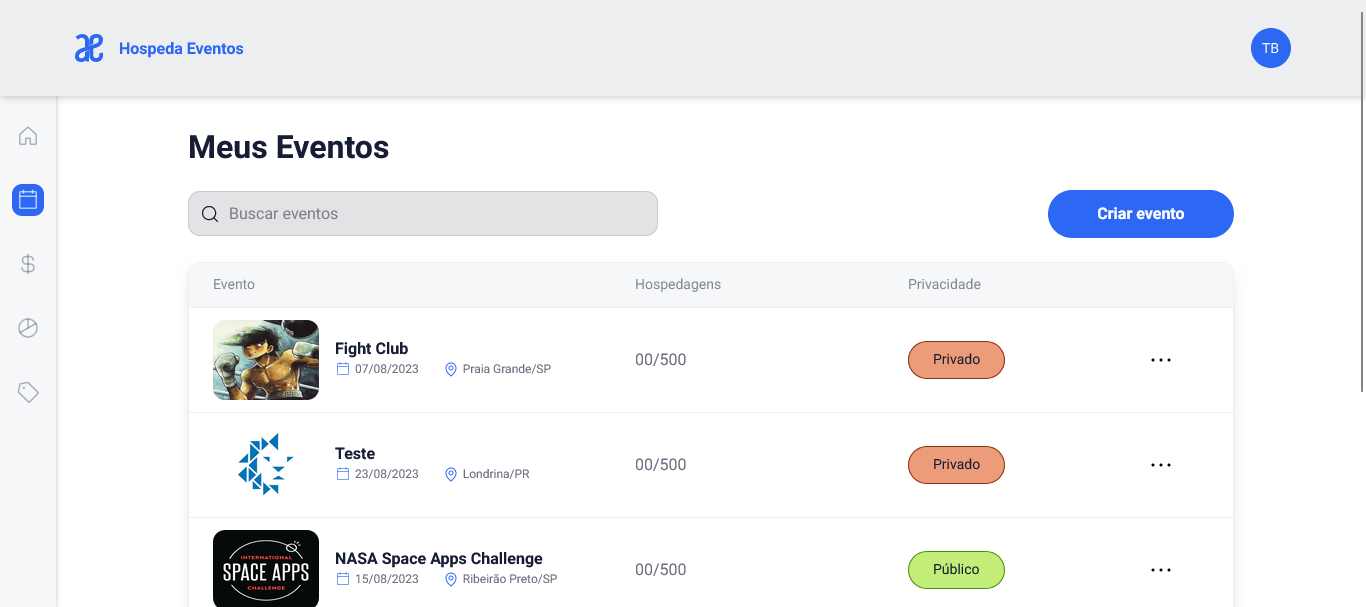 Hospeda Eventos
TB
Meus Eventos
Buscar eventos
Criar evento
Evento Hospedagens Privacidade
Fight Club
07/08/2023 Praia Grande/SP
00/500
Privado
Teste
23/08/2023 Londrina/PR
00/500
Privado
INTERNATIONAL
SPACE APPS
CHALLENGE
NASA Space Apps Challenge
15/08/2023 Ribeirão Preto/SP
00/500
Público